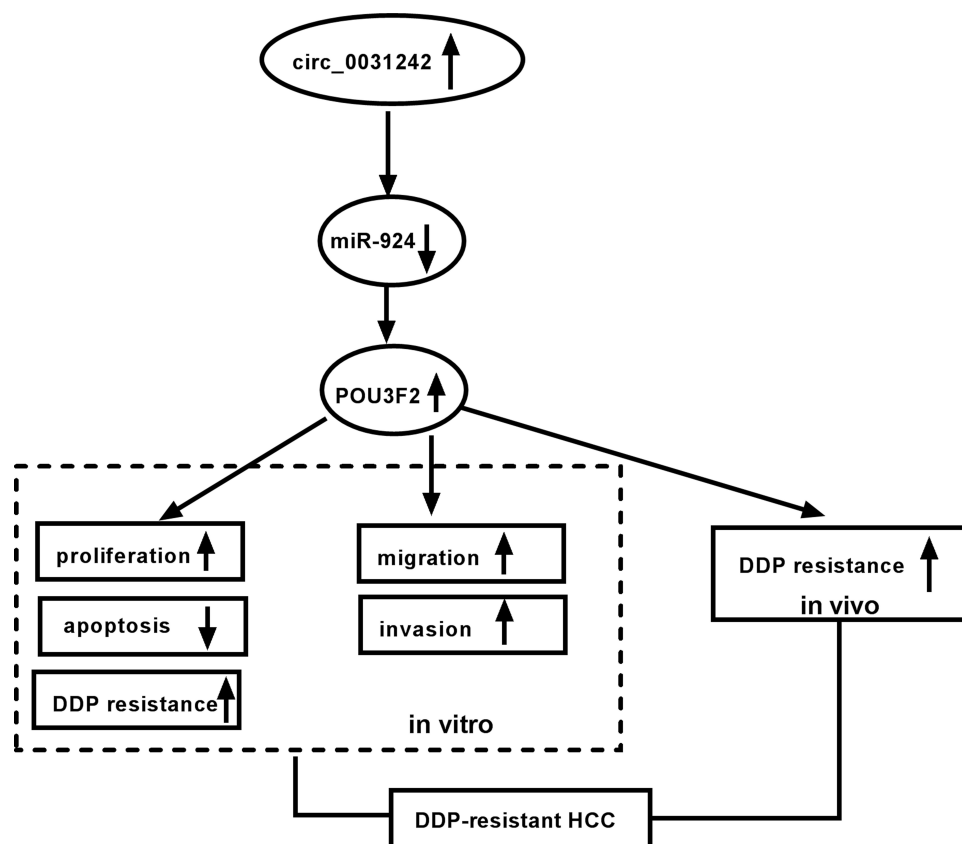 circ_0031242
miR-924
POU3F2
proliferation
migration
DDP resistance
in vivo
apoptosis
invasion
DDP resistance
in vitro
DDP-resistant HCC